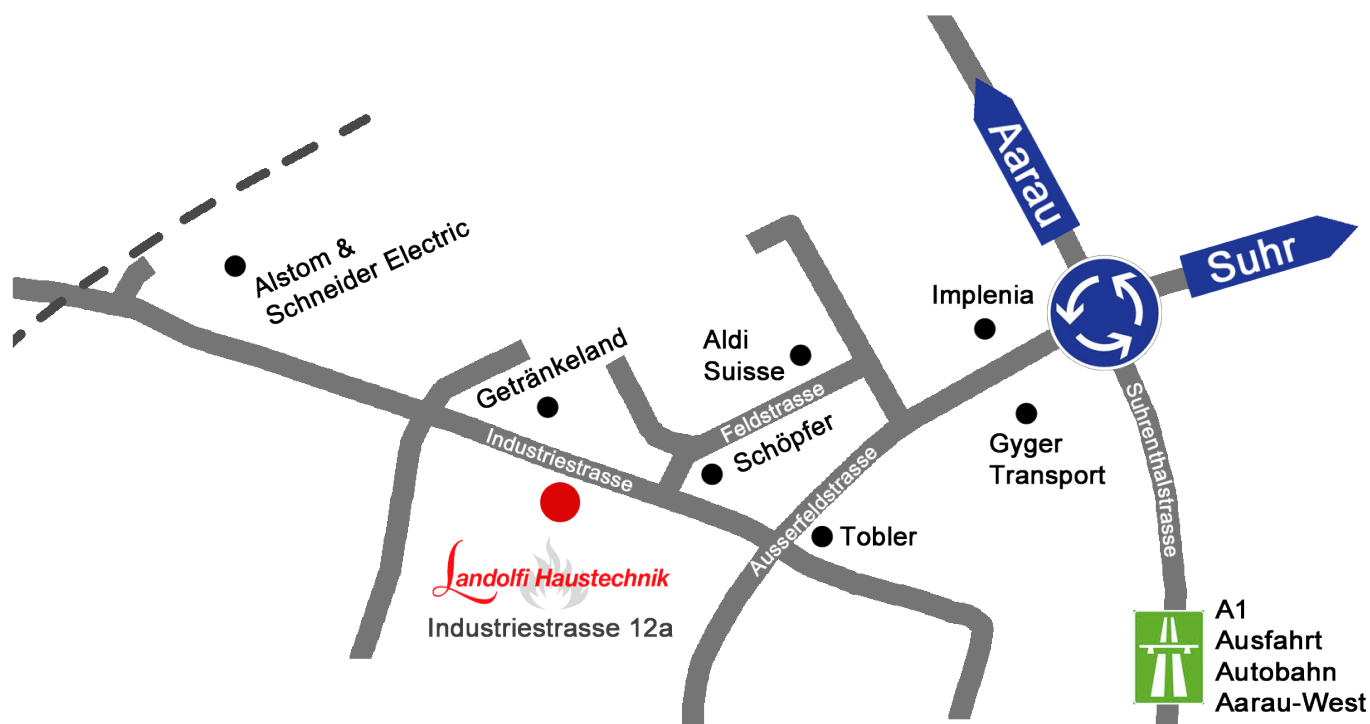 Aarau
Suhr
Alstom &
Schneider Electric
Implenia
Aldi
Suisse
Getränkeland
Feldstrasse
Suhrenthalstrasse
Schöpfer
Gyger
Transport
Industriestrasse
Ausserfeldstrasse
Tobler
Landolfi Haustechnik
Industriestrasse 12a
A1
Ausfahrt
Autobahn
Aarau-West